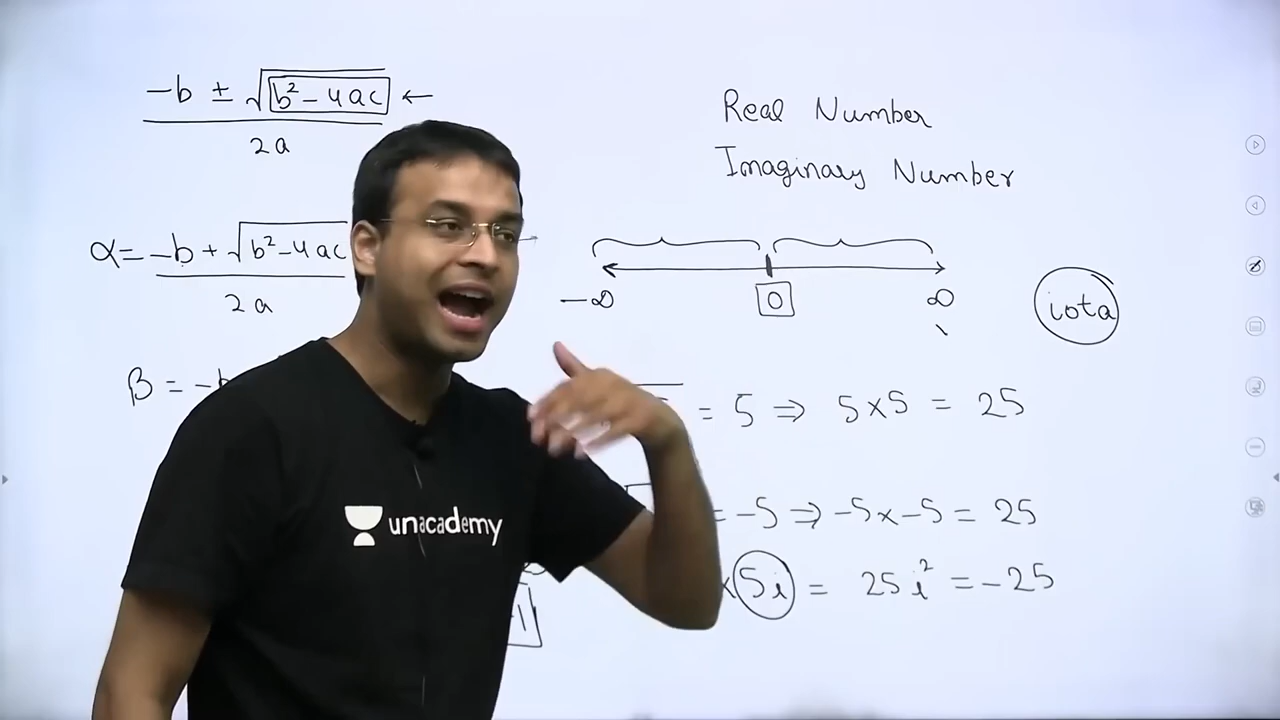 -b ± √b² - 4ac ←
2a
α = -b + √b² - 4ac
2a
β = -b
Real Number
Imaginary Number
-∞ 0 ∞
iota
= 5 ⇒ 5×5 = 25
= -5 ⇒ -5×-5 = 25
×5i = 25i² = -25
unacademy